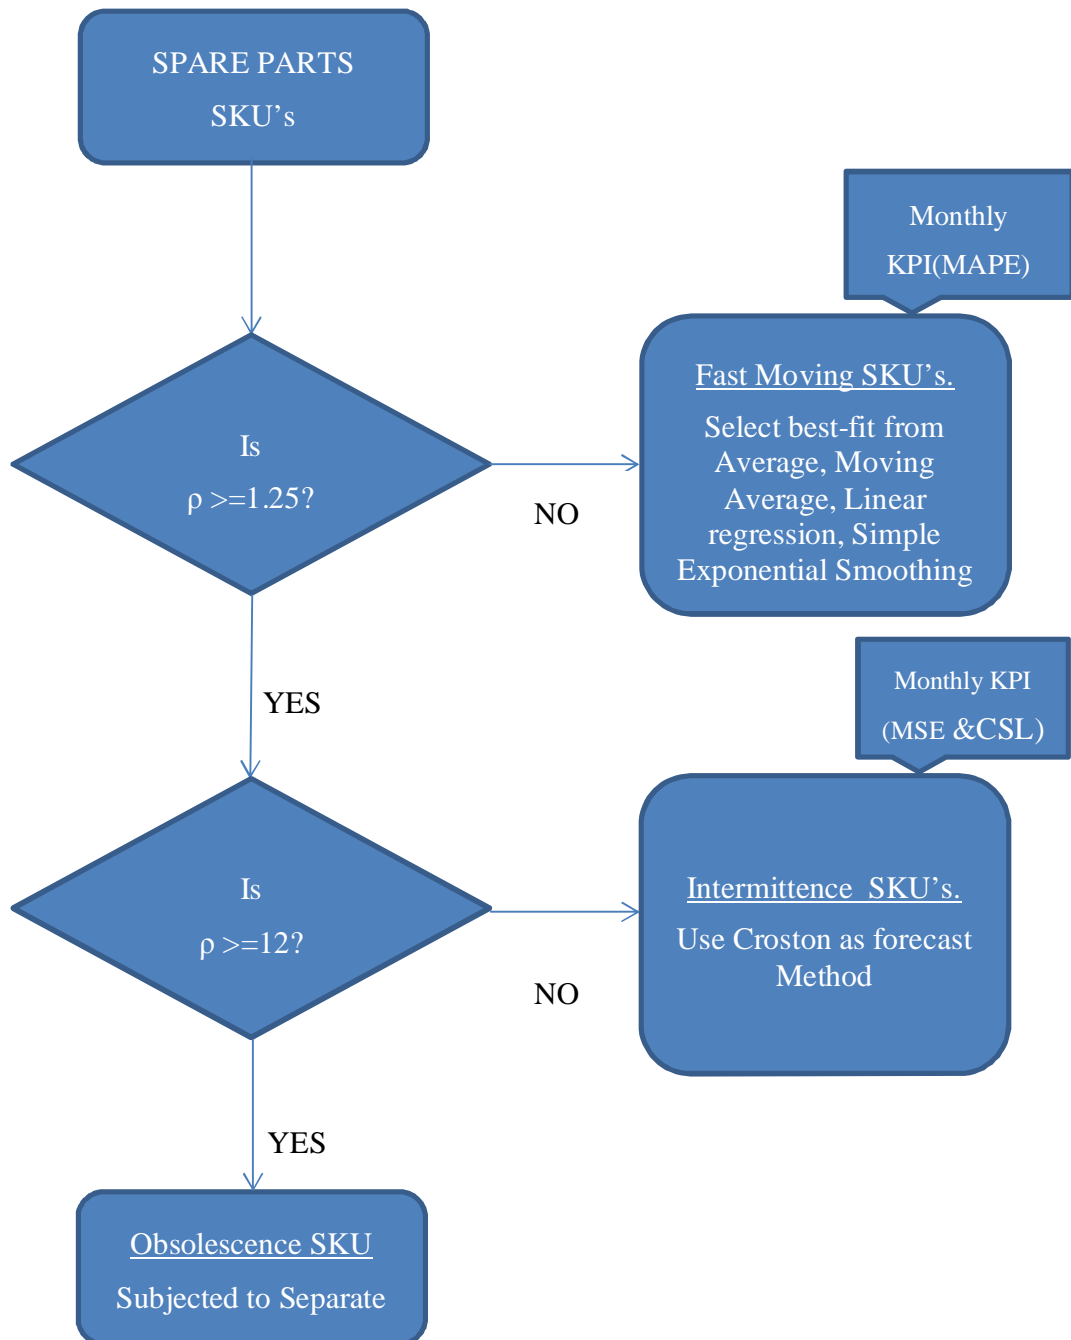 SPARE PARTS
SKU’s
Monthly
KPI(MAPE)
Is
ρ >=1.25?
NO
Fast Moving SKU’s.
Select best-fit from
Average, Moving
Average, Linear
regression, Simple
Exponential Smoothing
YES
Monthly KPI
(MSE &CSL)
Is
ρ >=12?
NO
Intermittence  SKU’s.
Use Croston as forecast
Method
YES
Obsolescence SKU
Subjected to Separate